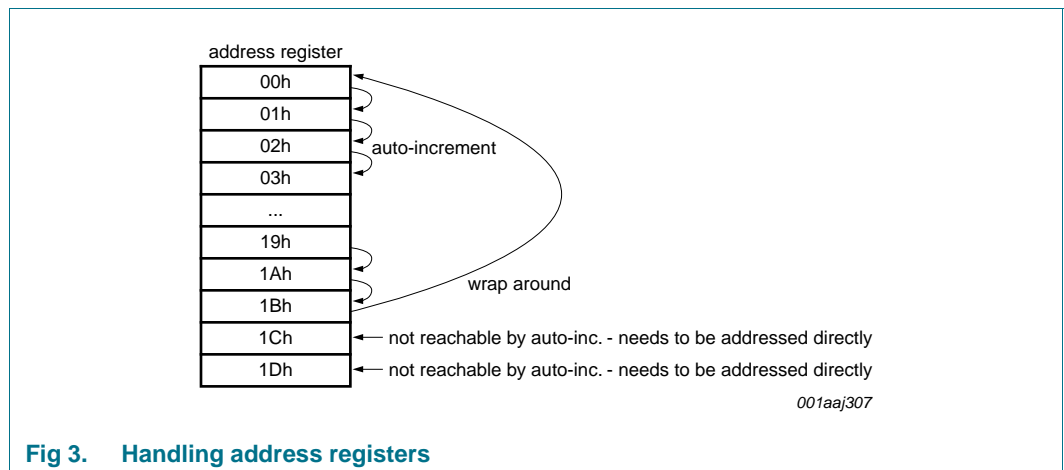 address register
00h
01h
02h
auto-increment
03h
...
19h
1Ah
wrap around
1Bh
1Ch
not reachable by auto-inc. - needs to be addressed directly
1Dh
not reachable by auto-inc. - needs to be addressed directly
001aaj307
Fig 3. Handling address registers